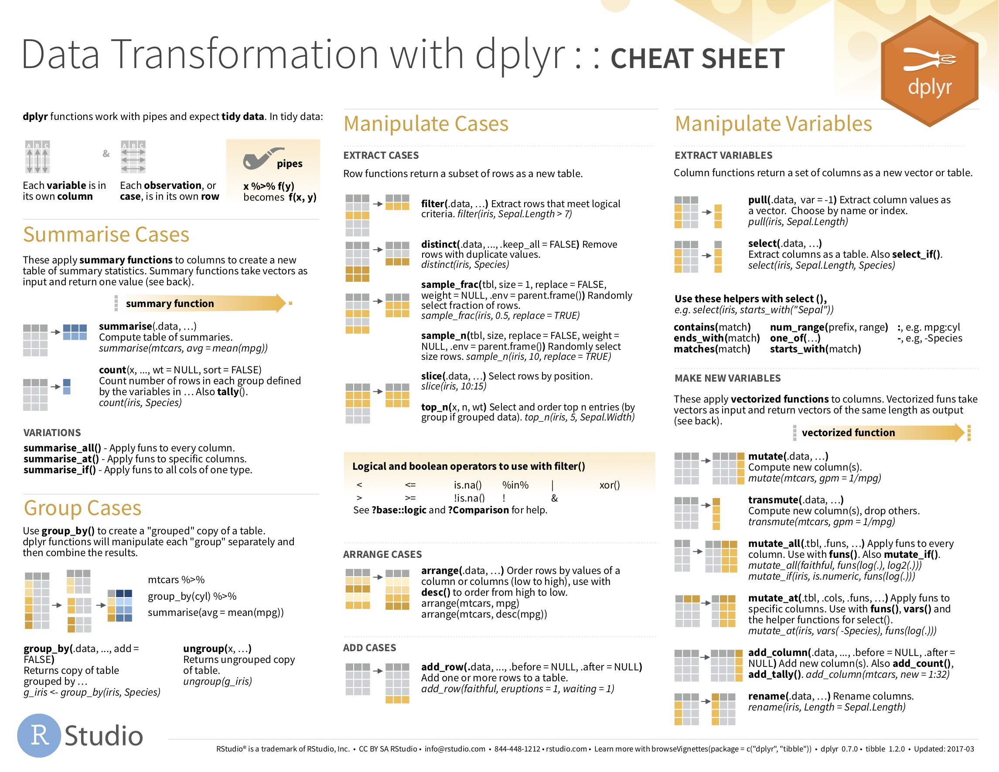 Data Transformation with dplyr : : CHEAT SHEET
dplyr
dplyr functions work with pipes and expect tidy data. In tidy data:
A B C
&
A B C
pipes
Each variable is in
its own column
Each observation, or
case, is in its own row
x %>% f(y)
becomes f(x, y)
Summarise Cases
These apply summary functions to columns to create a new
table of summary statistics. Summary functions take vectors as
input and return one value (see back).
summary function
summarise(.data, …)
Compute table of summaries.
summarise(mtcars, avg = mean(mpg))
count(x, ..., wt = NULL, sort = FALSE)
Count number of rows in each group defined
by the variables in … Also tally().
count(iris, Species)
VARIATIONS
summarise_all() - Apply funs to every column.
summarise_at() - Apply funs to specific columns.
summarise_if() - Apply funs to all cols of one type.
Group Cases
Use group_by() to create a "grouped" copy of a table.
dplyr functions will manipulate each "group" separately and
then combine the results.
mtcars %>%
group_by(cyl) %>%
summarise(avg = mean(mpg))
group_by(.data, ..., add =
FALSE)
Returns copy of table
grouped by …
g_iris <- group_by(iris, Species)
ungroup(x, …)
Returns ungrouped copy
of table.
ungroup(g_iris)
Manipulate Cases
EXTRACT CASES
Row functions return a subset of rows as a new table.
filter(.data, …) Extract rows that meet logical
criteria. filter(iris, Sepal.Length > 7)
distinct(.data, ..., .keep_all = FALSE) Remove
rows with duplicate values.
distinct(iris, Species)
sample_frac(tbl, size = 1, replace = FALSE,
weight = NULL, .env = parent.frame()) Randomly
select fraction of rows.
sample_frac(iris, 0.5, replace = TRUE)
sample_n(tbl, size, replace = FALSE, weight =
NULL, .env = parent.frame()) Randomly select
size rows. sample_n(iris, 10, replace = TRUE)
slice(.data, …) Select rows by position.
slice(iris, 10:15)
top_n(x, n, wt) Select and order top n entries (by
group if grouped data). top_n(iris, 5, Sepal.Width)
Logical and boolean operators to use with filter()
< <= is.na() %in% | xor()
> >= !is.na() ! &
See ?base::logic and ?Comparison for help.
ARRANGE CASES
arrange(.data, …) Order rows by values of a
column or columns (low to high), use with
desc() to order from high to low.
arrange(mtcars, mpg)
arrange(mtcars, desc(mpg))
ADD CASES
add_row(.data, ..., .before = NULL, .after = NULL)
Add one or more rows to a table.
add_row(faithful, eruptions = 1, waiting = 1)
Manipulate Variables
EXTRACT VARIABLES
Column functions return a set of columns as a new vector or table.
pull(.data, var = -1) Extract column values as
a vector. Choose by name or index.
pull(iris, Sepal.Length)
select(.data, …)
Extract columns as a table. Also select_if().
select(iris, Sepal.Length, Species)
Use these helpers with select (),
e.g. select(iris, starts_with("Sepal"))
contains(match) num_range(prefix, range) :, e.g. mpg:cyl
ends_with(match) one_of(…) -, e.g, -Species
matches(match) starts_with(match)
MAKE NEW VARIABLES
These apply vectorized functions to columns. Vectorized funs take
vectors as input and return vectors of the same length as output
(see back).
vectorized function
mutate(.data, …)
Compute new column(s).
mutate(mtcars, gpm = 1/mpg)
transmute(.data, …)
Compute new column(s), drop others.
transmute(mtcars, gpm = 1/mpg)
mutate_all(.tbl, .funs, …) Apply funs to every
column. Use with funs(). Also mutate_if().
mutate_all(faithful, funs(log(.), log2(.)))
mutate_if(iris, is.numeric, funs(log(.)))
mutate_at(.tbl, .cols, .funs, …) Apply funs to
specific columns. Use with funs(), vars() and
the helper functions for select().
mutate_at(iris, vars( -Species), funs(log(.)))
add_column(.data, ..., .before = NULL, .after =
NULL) Add new column(s). Also add_count(),
add_tally(). add_column(mtcars, new = 1:32)
rename(.data, …) Rename columns.
rename(iris, Length = Sepal.Length)
R Studio
RStudio® is a trademark of RStudio, Inc. • CC BY SA RStudio • info@rstudio.com • 844-448-1212 • rstudio.com • Learn more with browseVignettes(package = c("dplyr", "tibble")) • dplyr 0.7.0 • tibble 1.2.0 • Updated: 2017-03